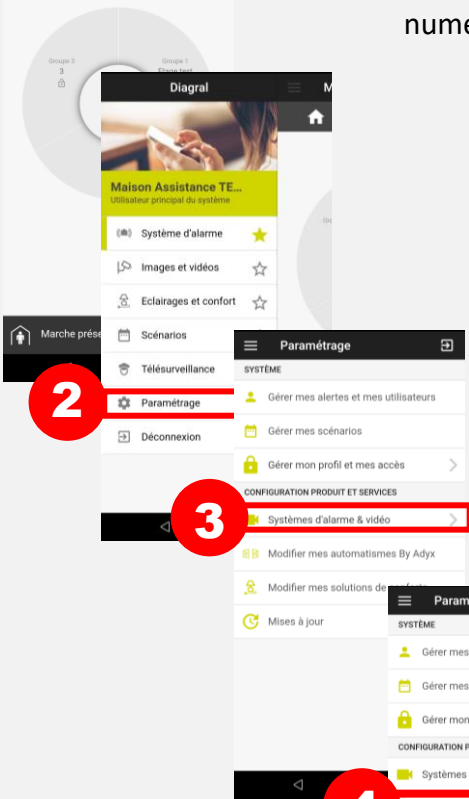 numé
Groupe 3
3
Groupe 1
Etage test
Marche prése
Diagral
M
Maison Assistance TE...
Utilisateur principal du système
Système d'alarme
Images et vidéos
Eclairages et confort
Scénarios
Télésurveillance
Paramétrage
Déconnexion
2
Paramétrage
SYSTÈME
Gérer mes alertes et mes utilisateurs
Gérer mes scénarios
Gérer mon profil et mes accès
CONFIGURATION PRODUIT ET SERVICES
Systèmes d'alarme & vidéo
Modifier mes automatismes By Adyx
Modifier mes solutions de
Mises à jour
3
Param
SYSTÈME
Gérer mes
Gérer mes
Gérer mon
CONFIGURATION P
Systèmes
4